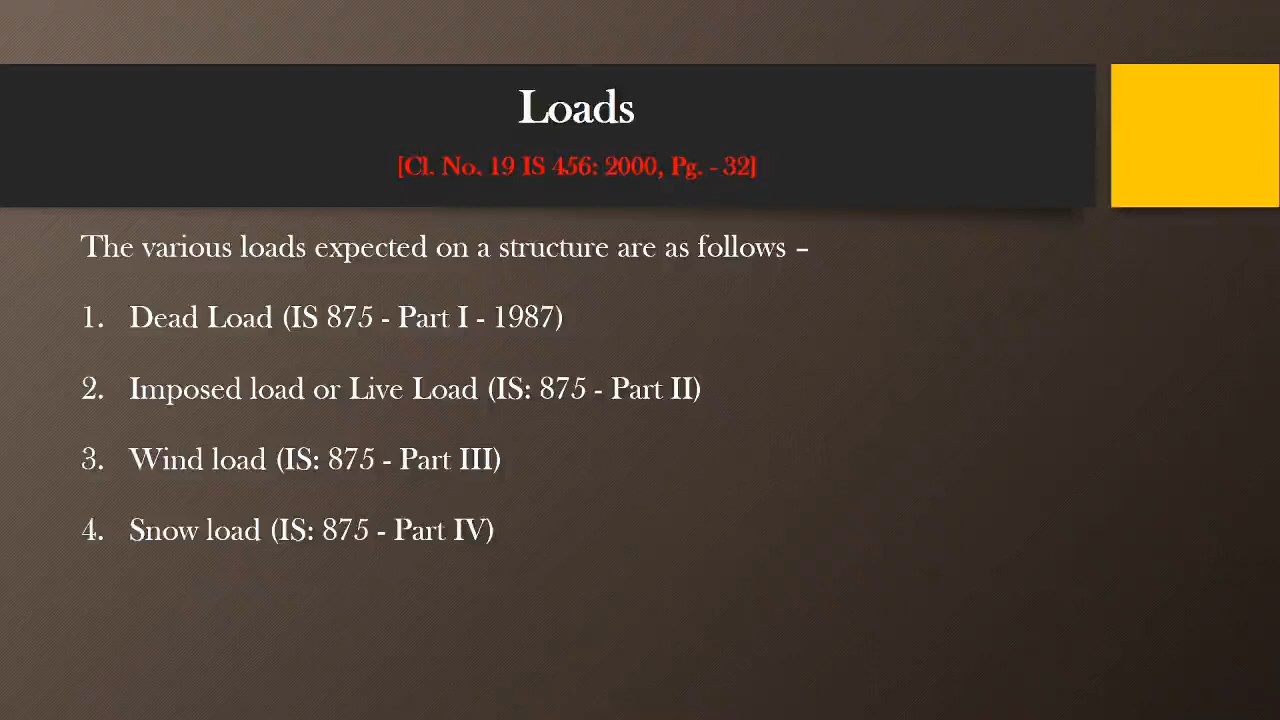 Loads
[Cl. No. 19 IS 456: 2000, Pg. - 32]
The various loads expected on a structure are as follows –
1. Dead Load (IS 875 - Part I - 1987)
2. Imposed load or Live Load (IS: 875 - Part II)
3. Wind load (IS: 875 - Part III)
4. Snow load (IS: 875 - Part IV)